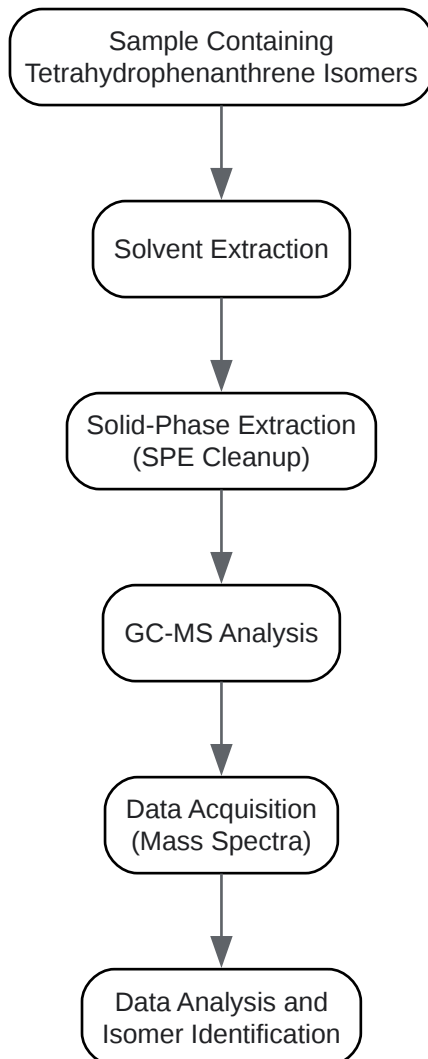 Sample Containing
Tetrahydrophenanthrene Isomers
Solvent Extraction
Solid-Phase Extraction
(SPE Cleanup)
GC-MS Analysis
Data Acquisition
(Mass Spectra)
Data Analysis and
Isomer Identification